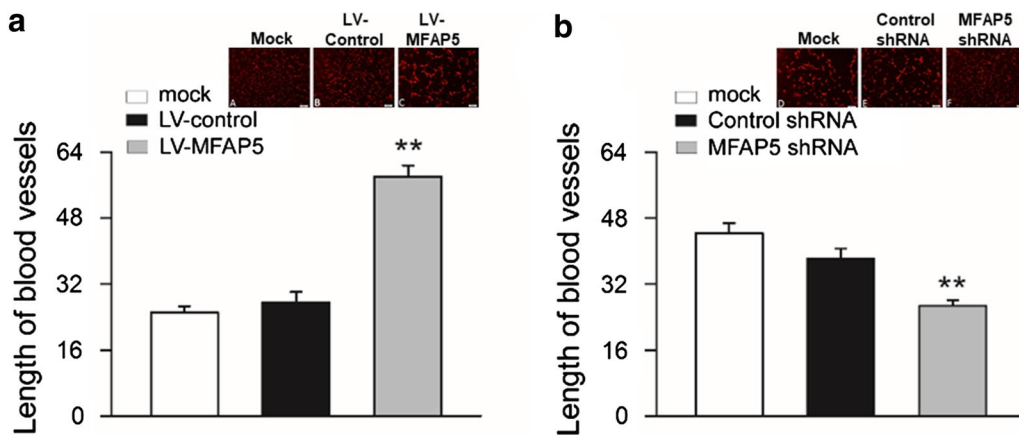 a
LV- LV-
Mock Control MFAP5
A B C
mock
LV-control
LV-MFAP5
**
64
48
32
16
0
Length of blood vessels
b
Control MFAP5
Mock shRNA shRNA
D E F
mock
Control shRNA
MFAP5 shRNA
**
64
48
32
16
0
Length of blood vessels